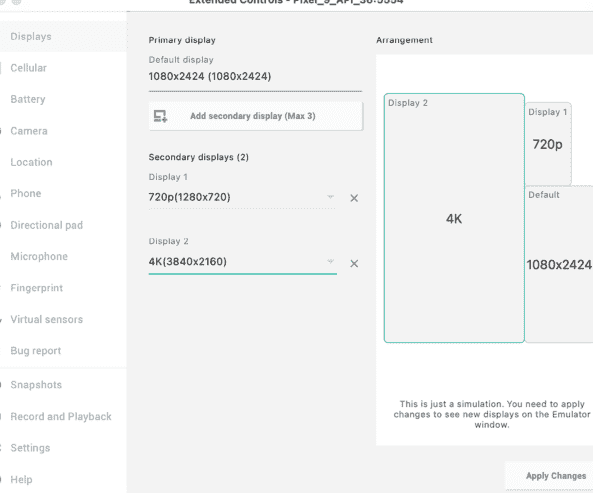 Extended Controls - Pixel_9_API_36:5554
Displays
Cellular
Battery
Camera
Location
Phone
Directional pad
Microphone
Fingerprint
Virtual sensors
Bug report
Snapshots
Record and Playback
Settings
Help
Primary display
Default display
1080x2424 (1080x2424)
Add secondary display (Max 3)
Secondary displays (2)
Display 1
720p(1280x720)
Display 2
4K(3840x2160)
Arrangement
Display 2
4K
Display 1
720p
Default
1080x2424
This is just a simulation. You need to apply
changes to see new displays on the Emulator
window.
Apply Changes